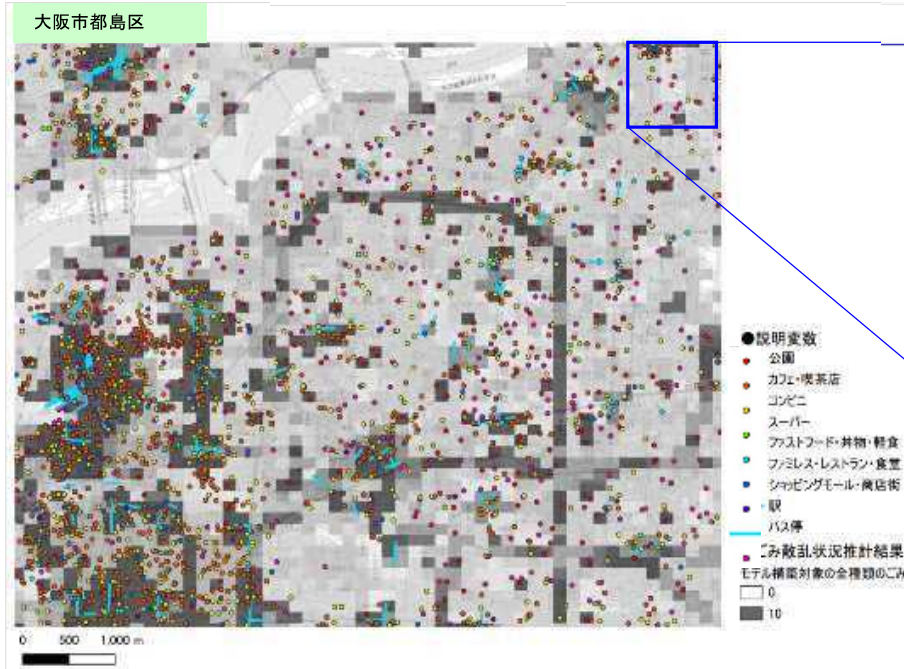 大阪市都島区
●説明変数
公園
カフェ・喫茶店
コンビニ
スーパー
ファストフード・丼物・軽食
ファミレス・レストラン・食堂
ショッピングモール・商店街
駅
バス停
ごみ散乱状況推計結果
モデル構築対象の全種類のごみ
0
10
0 500 1,000 m